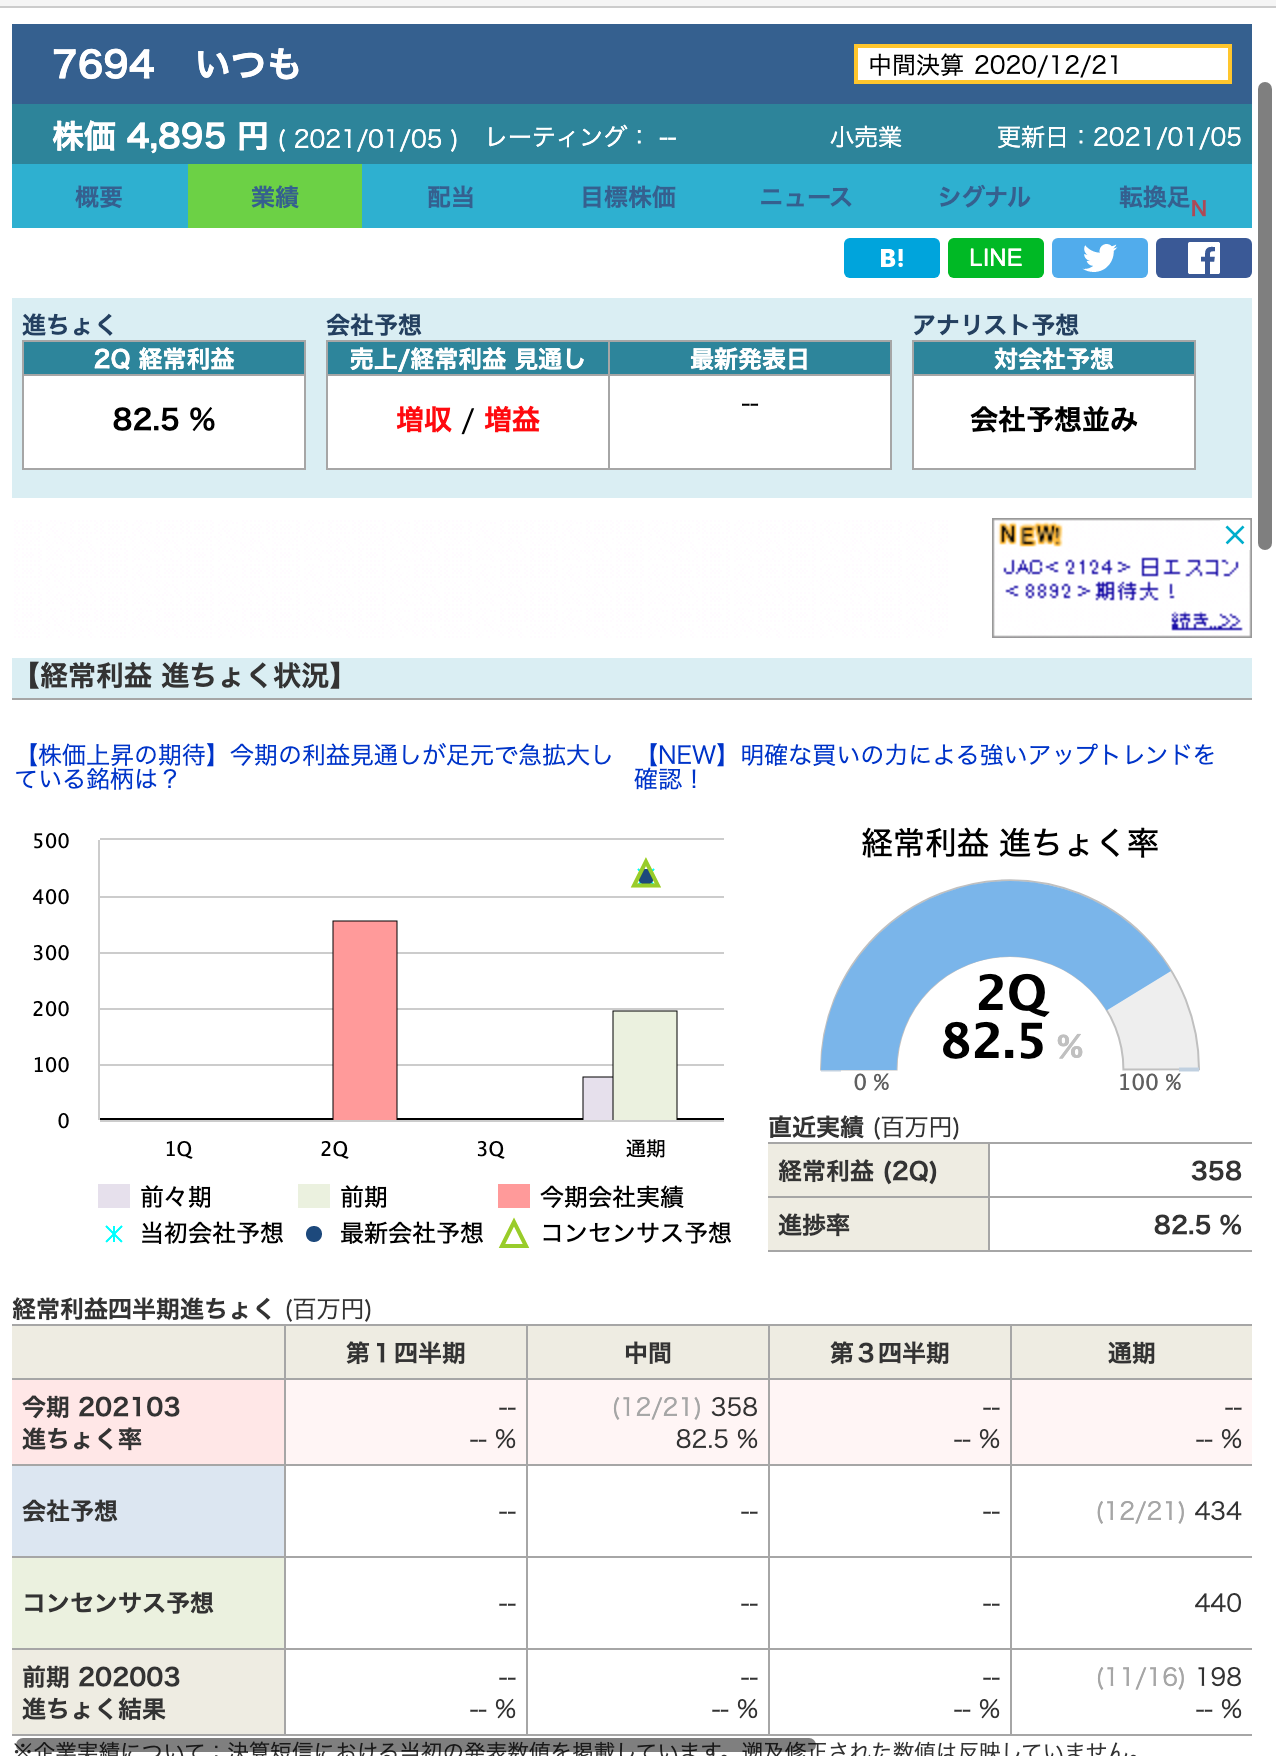 7694　いつも
中間決算 2020/12/21
株価 4,895 円 ( 2021/01/05 )　レーティング： --　小売業　更新日：2021/01/05
概要　業績　配当　目標株価　ニュース　シグナル　転換足N
B!　LINE
進ちょく　会社予想　アナリスト予想
2Q 経常利益　売上/経常利益 見通し　最新発表日　対会社予想
82.5 %　増収 / 増益　--　会社予想並み
NEW!
JAC<2124> 日エスコン
<8892>期待大！
続き..>>
【経常利益 進ちょく状況】
【株価上昇の期待】今期の利益見通しが足元で急拡大し
ている銘柄は？
【NEW】明確な買いの力による強いアップトレンドを
確認！
500
400
300
200
100
0
1Q　2Q　3Q　通期
前々期　前期　今期会社実績
当初会社予想　最新会社予想　コンセンサス予想
経常利益 進ちょく率
2Q
82.5 %
0 %　100 %
直近実績 (百万円)
経常利益 (2Q)　358
進捗率　82.5 %
経常利益四半期進ちょく (百万円)
第１四半期　中間　第３四半期　通期
今期 202103　--　(12/21) 358　--　--
進ちょく率　-- %　82.5 %　-- %　-- %
会社予想　--　--　--　(12/21) 434
コンセンサス予想　--　--　--　440
前期 202003　--　--　--　(11/16) 198
進ちょく結果　-- %　-- %　-- %　-- %
※企業実績について：決算短信における当初の発表数値を掲載しています。遡及修正された数値は反映していません。